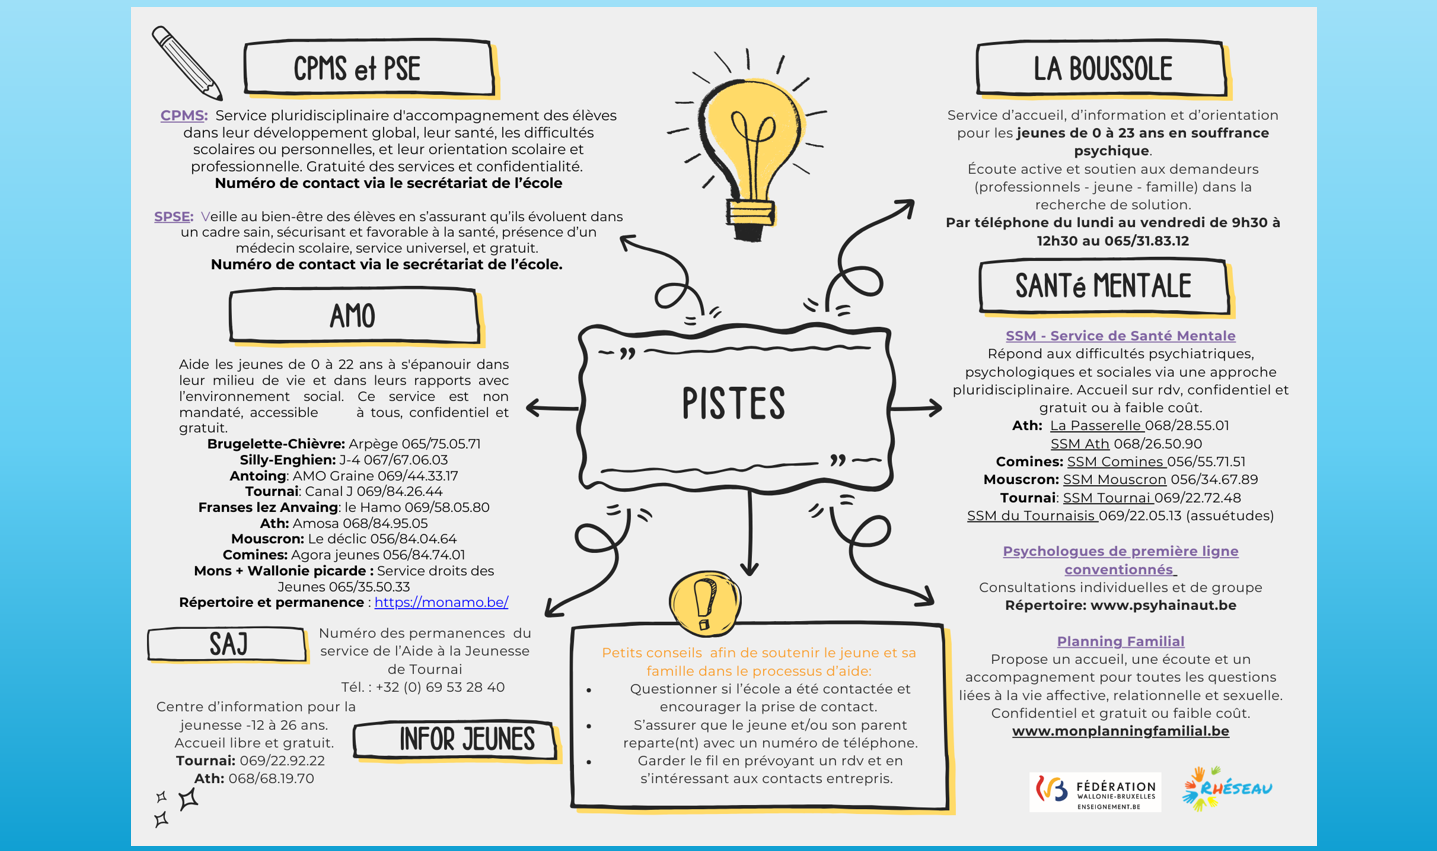 CPMS et PSE
CPMS: Service pluridisciplinaire d'accompagnement des élèves
dans leur développement global, leur santé, les difficultés
scolaires ou personnelles, et leur orientation scolaire et
professionnelle. Gratuité des services et confidentialité.
Numéro de contact via le secrétariat de l'école
SPSE: Veille au bien-être des élèves en s'assurant qu'ils évoluent dans
un cadre sain, sécurisant et favorable à la santé, présence d'un
médecin scolaire, service universel, et gratuit.
Numéro de contact via le secrétariat de l'école.
AMO
Aide les jeunes de 0 à 22 ans à s'épanouir dans
leur milieu de vie et dans leurs rapports avec
l'environnement social. Ce service est non
mandaté, accessible à tous, confidentiel et
gratuit.
Brugelette-Chièvre: Arpège 065/75.05.71
Silly-Enghien: J-4 067/67.06.03
Antoing: AMO Graine 069/44.33.17
Tournai: Canal J 069/84.26.44
Franses lez Anvaing: le Hamo 069/58.05.80
Ath: Amosa 068/84.95.05
Mouscron: Le déclic 056/84.04.64
Comines: Agora jeunes 056/84.74.01
Mons + Wallonie picarde : Service droits des
Jeunes 065/35.50.33
Répertoire et permanence : https://monamo.be/
SAJ
Numéro des permanences du
service de l'Aide à la Jeunesse
de Tournai
Tél. : +32 (0) 69 53 28 40
Centre d'information pour la
jeunesse -12 à 26 ans.
Accueil libre et gratuit.
Tournai: 069/22.92.22
Ath: 068/68.19.70
INFOR JEUNES
PISTES
Petits conseils afin de soutenir le jeune et sa
famille dans le processus d'aide:
• Questionner si l'école a été contactée et
encourager la prise de contact.
• S'assurer que le jeune et/ou son parent
reparte(nt) avec un numéro de téléphone.
• Garder le fil en prévoyant un rdv et en
s'intéressant aux contacts entrepris.
LA BOUSSOLE
Service d'accueil, d'information et d'orientation
pour les jeunes de 0 à 23 ans en souffrance
psychique.
Écoute active et soutien aux demandeurs
(professionnels - jeune - famille) dans la
recherche de solution.
Par téléphone du lundi au vendredi de 9h30 à
12h30 au 065/31.83.12
SANTé MENTALE
SSM - Service de Santé Mentale
Répond aux difficultés psychiatriques,
psychologiques et sociales via une approche
pluridisciplinaire. Accueil sur rdv, confidentiel et
gratuit ou à faible coût.
Ath: La Passerelle 068/28.55.01
SSM Ath 068/26.50.90
Comines: SSM Comines 056/55.71.51
Mouscron: SSM Mouscron 056/34.67.89
Tournai: SSM Tournai 069/22.72.48
SSM du Tournaisis 069/22.05.13 (assuétudes)
Psychologues de première ligne
conventionnés
Consultations individuelles et de groupe
Répertoire: www.psyhainaut.be
Planning Familial
Propose un accueil, une écoute et un
accompagnement pour toutes les questions
liées à la vie affective, relationnelle et sexuelle.
Confidentiel et gratuit ou faible coût.
www.monplanningfamilial.be
FÉDÉRATION
WALLONIE-BRUXELLES
ENSEIGNEMENT.BE
RHÉSEAU